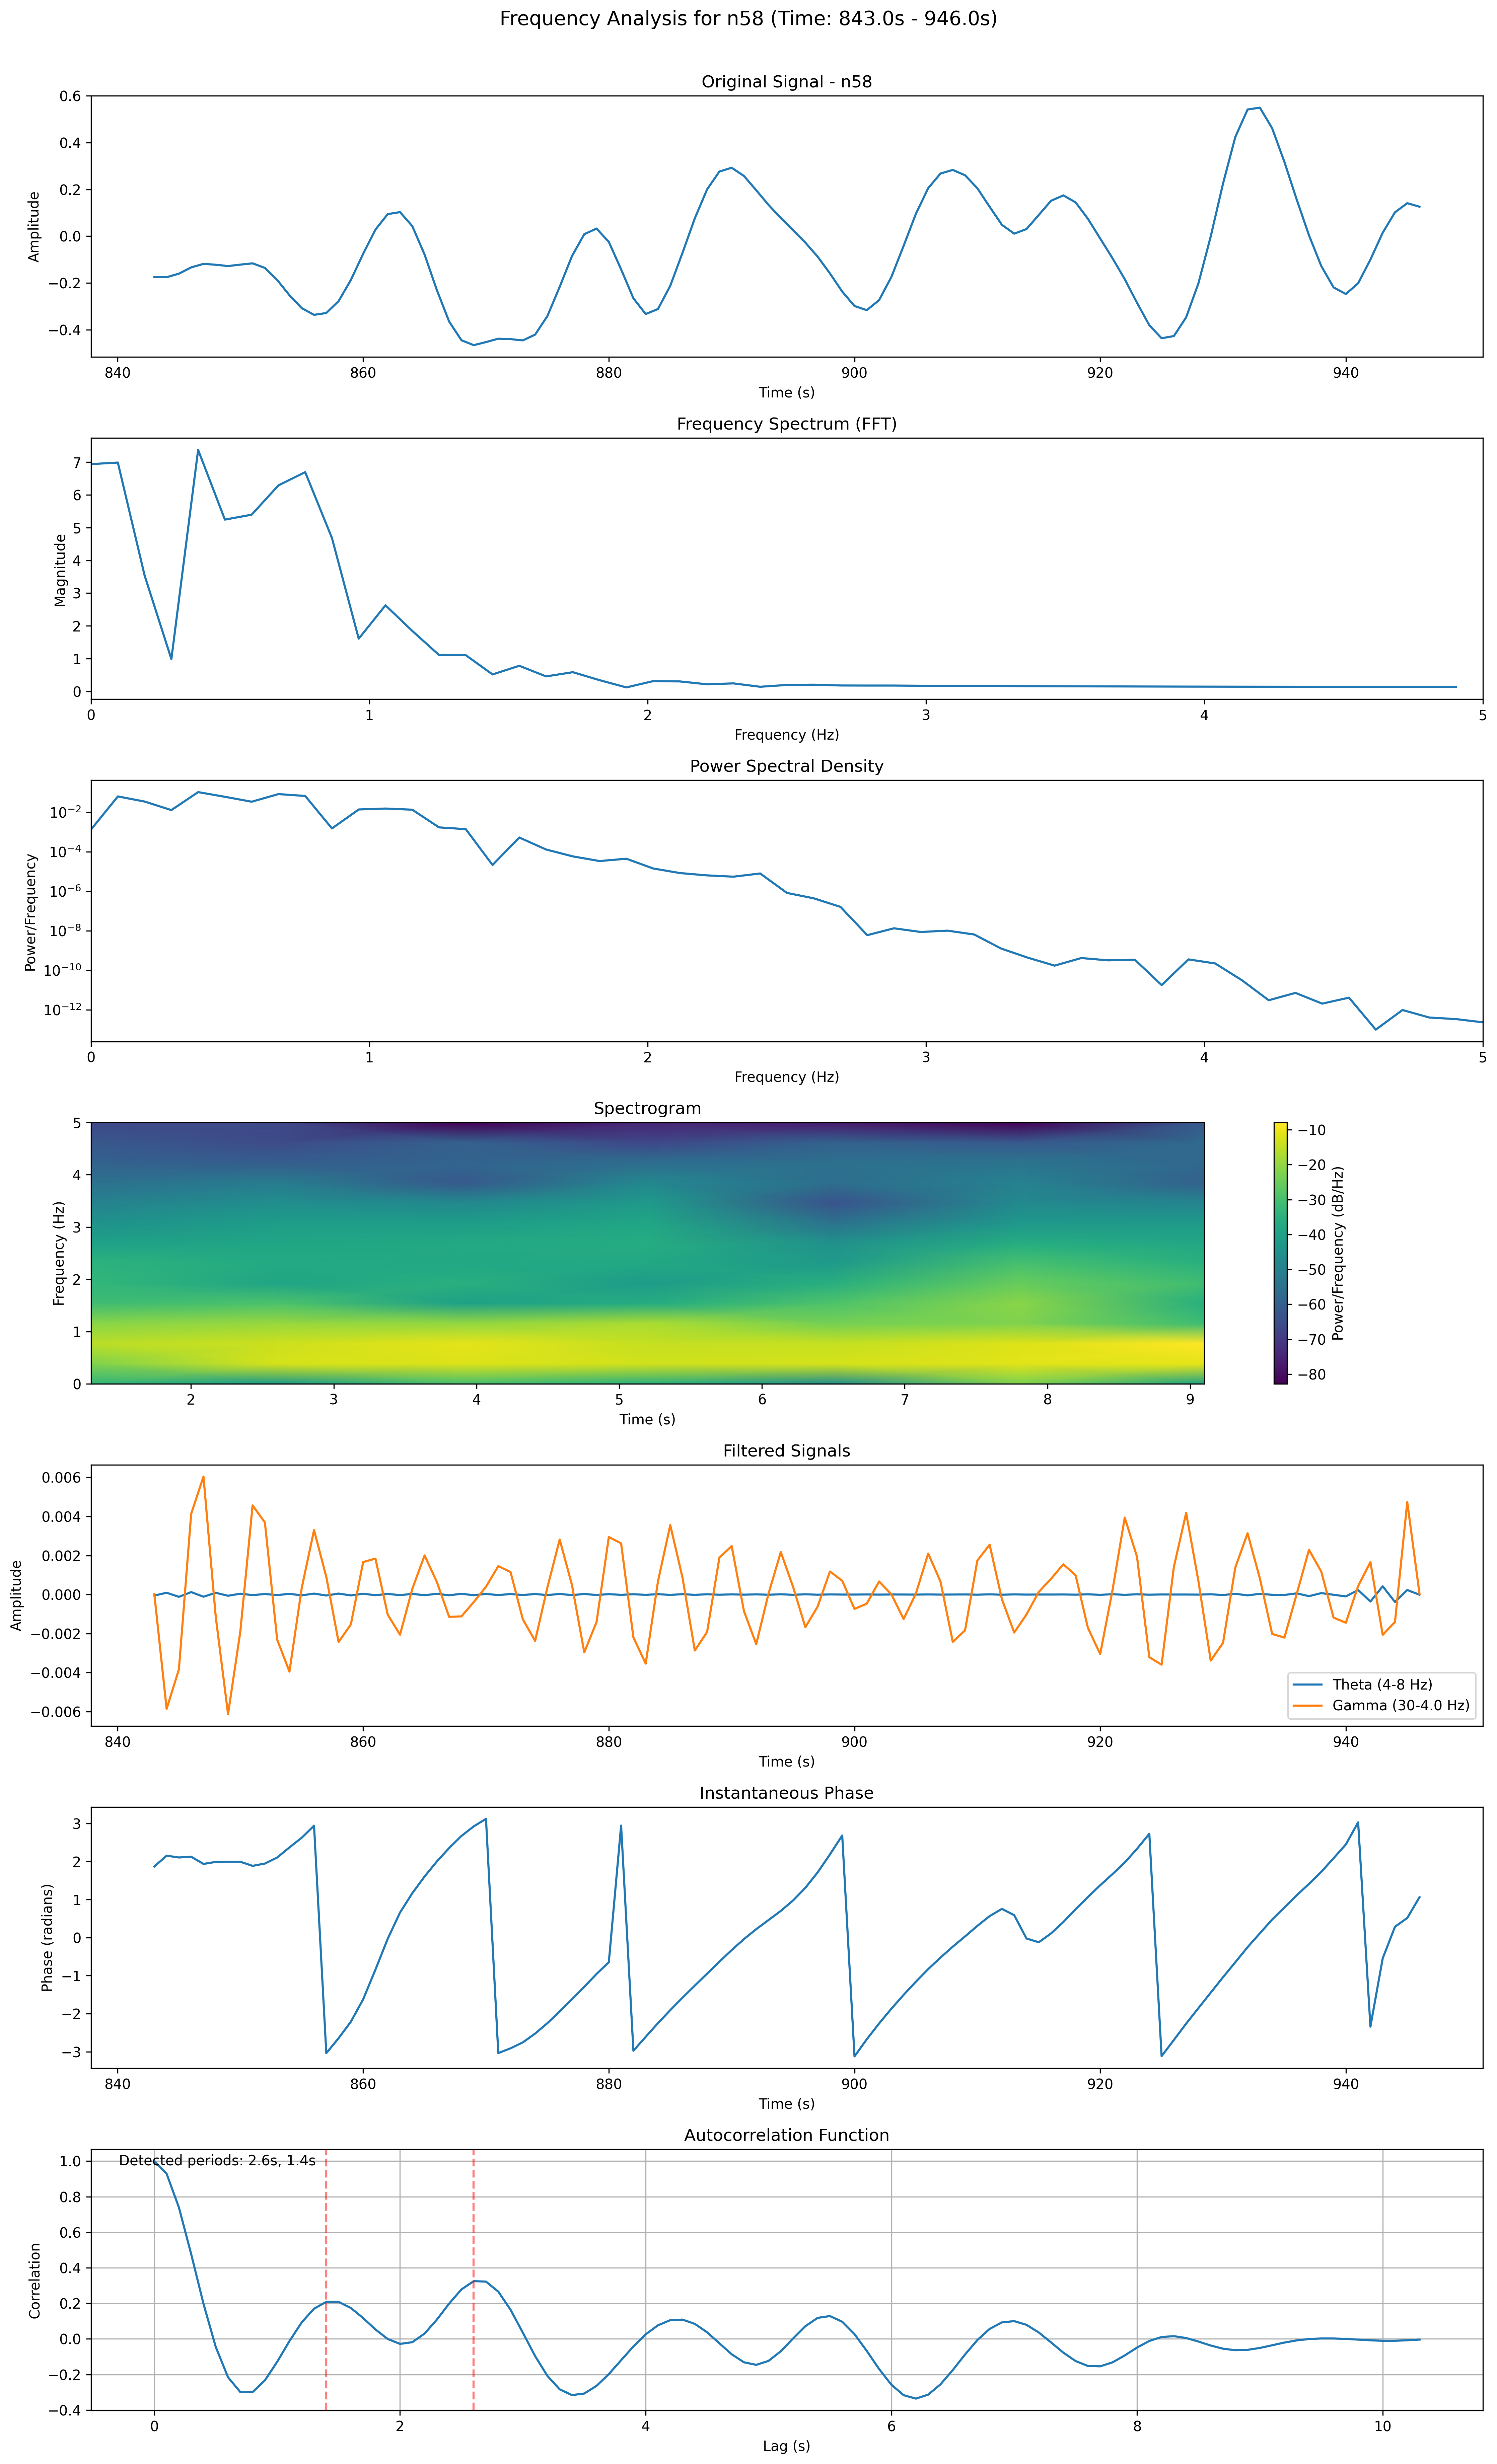 Frequency Analysis for n58 (Time: 843.0s - 946.0s)
Original Signal - n58
0.6
0.4
0.2
0.0
−0.2
−0.4
Amplitude
840 860 880 900 920 940
Time (s)
Frequency Spectrum (FFT)
7
6
5
4
3
2
1
0
Magnitude
0 1 2 3 4 5
Frequency (Hz)
Power Spectral Density
10⁻²
10⁻⁴
10⁻⁶
10⁻⁸
10⁻¹⁰
10⁻¹²
Power/Frequency
0 1 2 3 4 5
Frequency (Hz)
Spectrogram
5
4
3
2
1
0
Frequency (Hz)
2 3 4 5 6 7 8 9
Time (s)
−10
−20
−30
−40
−50
−60
−70
−80
Power/Frequency (dB/Hz)
Filtered Signals
0.006
0.004
0.002
0.000
−0.002
−0.004
−0.006
Amplitude
Theta (4-8 Hz)
Gamma (30-4.0 Hz)
840 860 880 900 920 940
Time (s)
Instantaneous Phase
3
2
1
0
−1
−2
−3
Phase (radians)
840 860 880 900 920 940
Time (s)
Autocorrelation Function
Detected periods: 2.6s, 1.4s
1.0
0.8
0.6
0.4
0.2
0.0
−0.2
−0.4
Correlation
0 2 4 6 8 10
Lag (s)